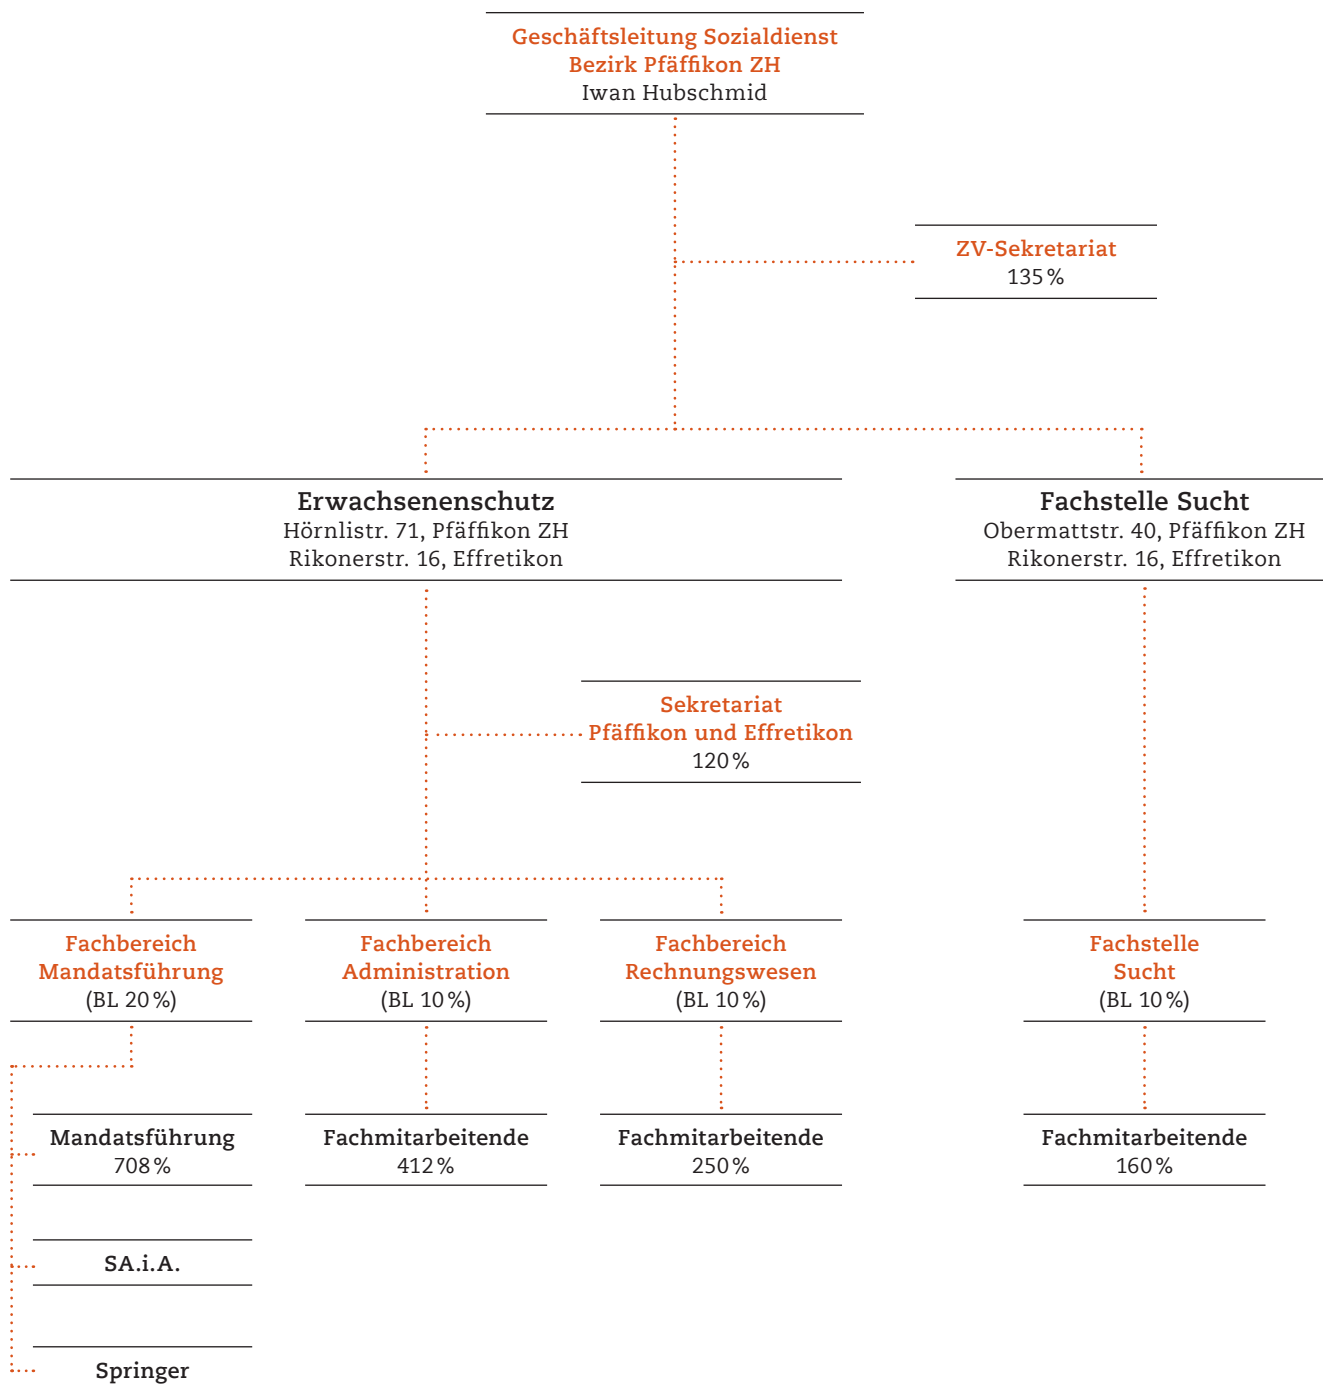 Geschäftsleitung Sozialdienst
Bezirk Pfäffikon ZH
Iwan Hubschmid
ZV-Sekretariat
135 %
Erwachsenenschutz
Hörnlistr. 71, Pfäffikon ZH
Rikonerstr. 16, Effretikon
Fachstelle Sucht
Obermattstr. 40, Pfäffikon ZH
Rikonerstr. 16, Effretikon
Sekretariat
Pfäffikon und Effretikon
120 %
Fachbereich
Mandatsführung
(BL 20 %)
Fachbereich
Administration
(BL 10 %)
Fachbereich
Rechnungswesen
(BL 10 %)
Fachstelle
Sucht
(BL 10 %)
Mandatsführung
708 %
Fachmitarbeitende
412 %
Fachmitarbeitende
250 %
Fachmitarbeitende
160 %
SA.i.A.
Springer